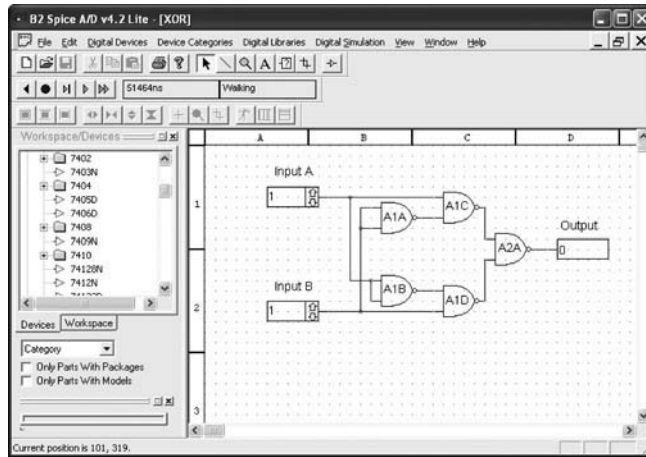 B2 Spice A/D v4.2 Lite - [XOR]
File Edit Digital Devices Device Categories Digital Libraries Digital Simulation View Window Help
51464ns Walking
Workspace/Devices
A B C D
7402
7403N
7404
7405D
7406D
7408
7409N
7410
74128N
7412N
Devices Workspace
Category
Only Parts With Packages
Only Parts With Models
1
2
3
Input A
1
A1A
A1C
Output
A2A
0
Input B
1
A1B
A1D
Current position is 101, 319.